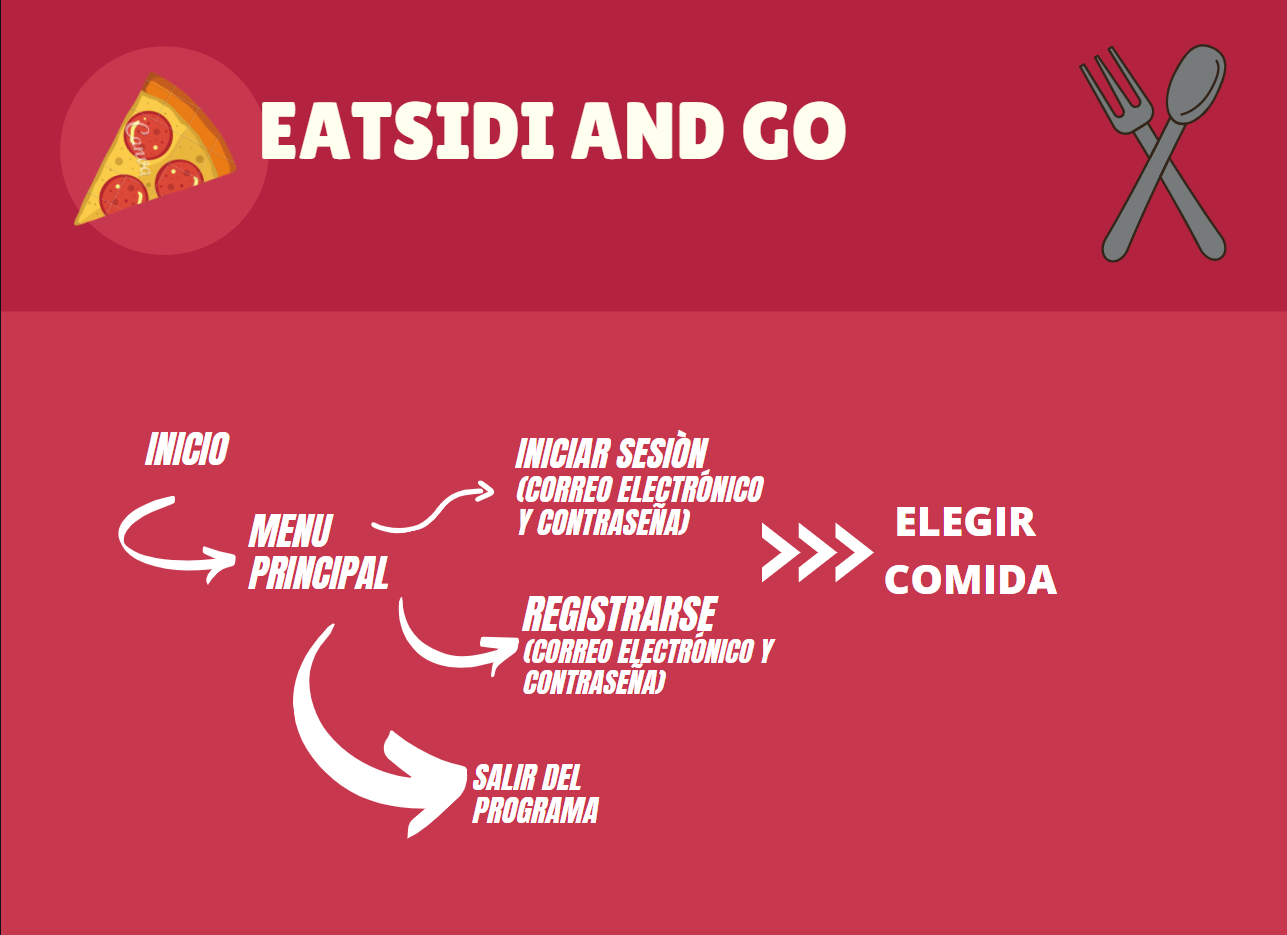 EATSIDI AND GO
Canva
INICIO
MENU
PRINCIPAL
INICIAR SESIÒN
(CORREO ELECTRÓNICO
Y CONTRASEÑA)
REGISTRARSE
(CORREO ELECTRÓNICO Y
CONTRASEÑA)
SALIR DEL
PROGRAMA
ELEGIR
COMIDA